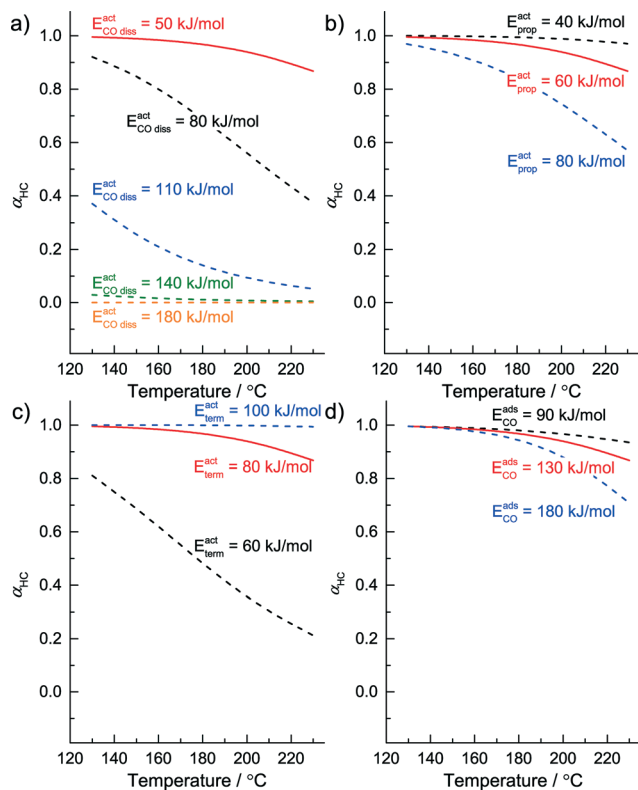 a)
E^act_CO diss = 50 kJ/mol
E^act_CO diss = 80 kJ/mol
E^act_CO diss = 110 kJ/mol
E^act_CO diss = 140 kJ/mol
E^act_CO diss = 180 kJ/mol
α_HC
1.0
0.8
0.6
0.4
0.2
0.0
120 140 160 180 200 220
Temperature / °C
b)
E^act_prop = 40 kJ/mol
E^act_prop = 60 kJ/mol
E^act_prop = 80 kJ/mol
α_HC
1.0
0.8
0.6
0.4
0.2
0.0
120 140 160 180 200 220
Temperature / °C
c)
E^act_term = 100 kJ/mol
E^act_term = 80 kJ/mol
E^act_term = 60 kJ/mol
α_HC
1.0
0.8
0.6
0.4
0.2
0.0
120 140 160 180 200 220
Temperature / °C
d)
E^ads_CO = 90 kJ/mol
E^ads_CO = 130 kJ/mol
E^ads_CO = 180 kJ/mol
α_HC
1.0
0.8
0.6
0.4
0.2
0.0
120 140 160 180 200 220
Temperature / °C